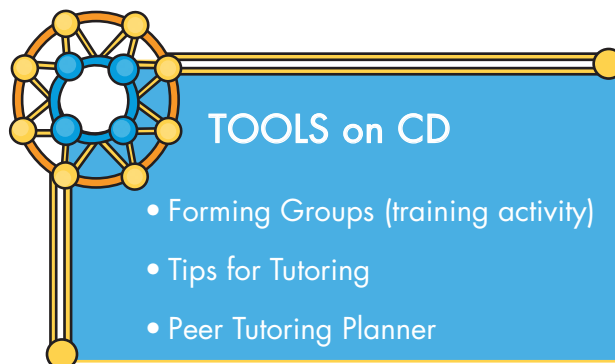 TOOLS on CD
• Forming Groups (training activity)
• Tips for Tutoring
• Peer Tutoring Planner